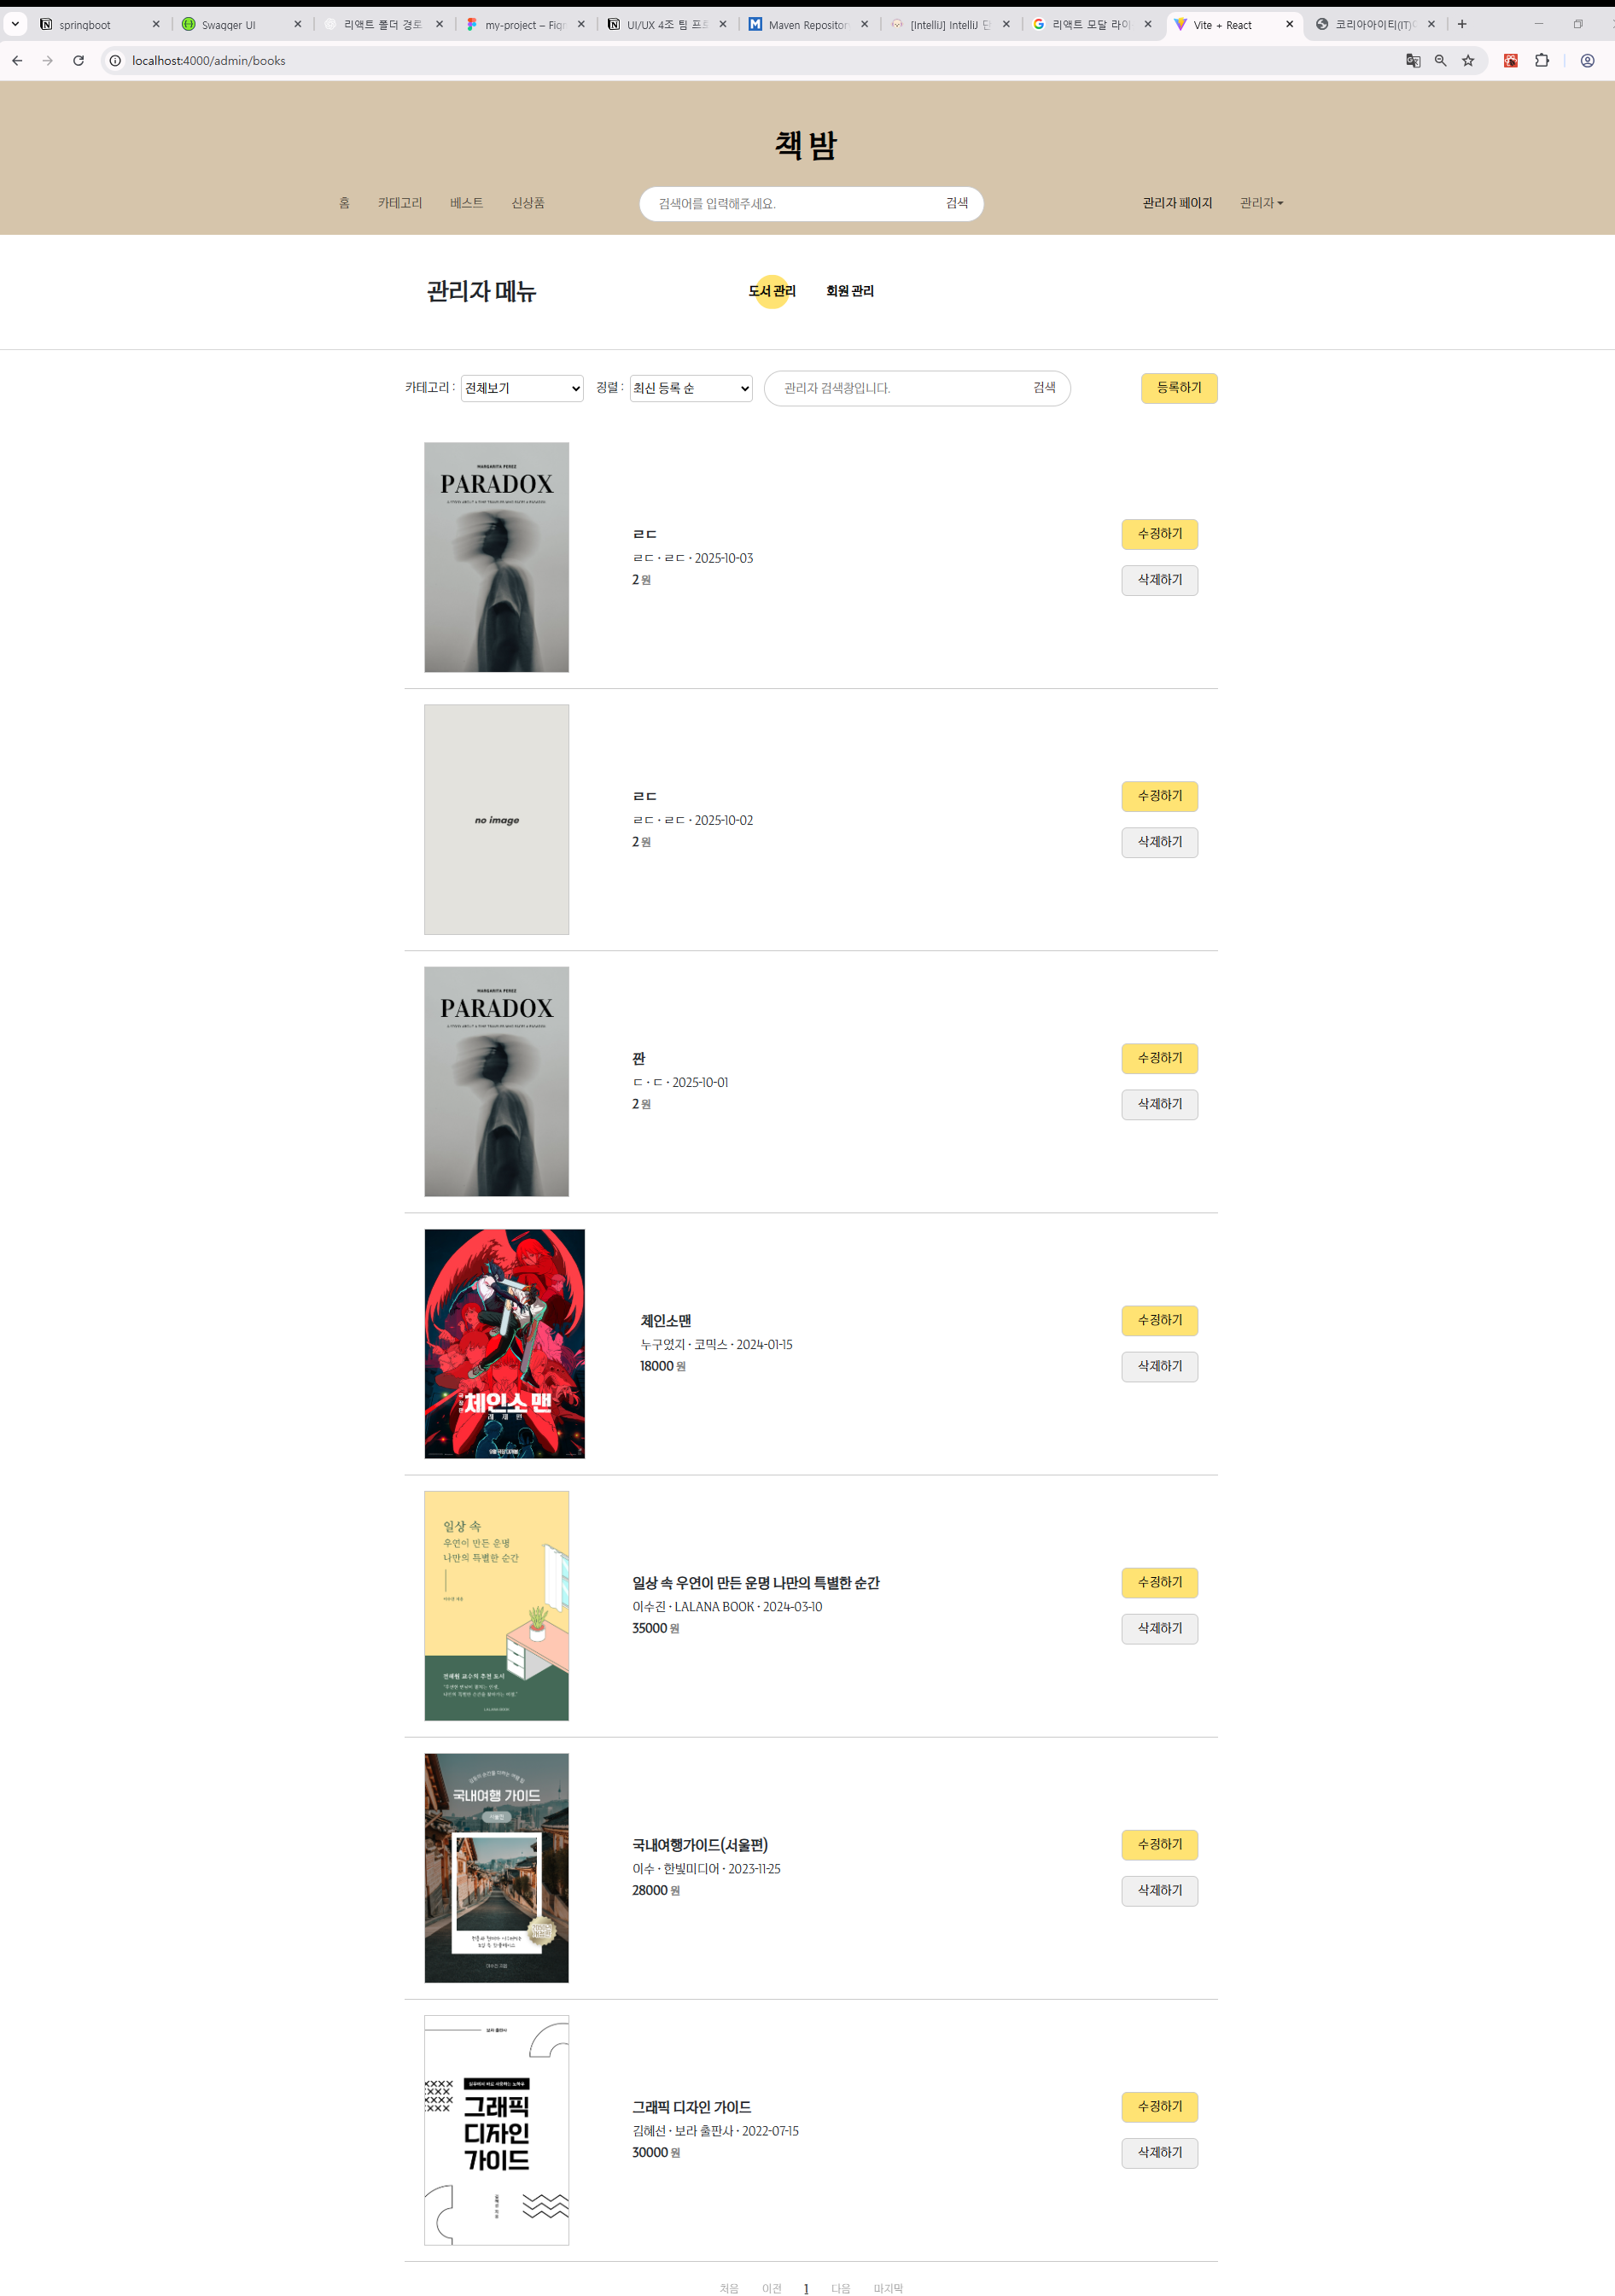 springboot
Swagger UI
리액트 폴더 경로
my-project – Fig
UI/UX 4조 팀 프
Maven Repositor
[IntelliJ] IntelliJ 단
리액트 모달 라이
Vite + React
코리아아이티(IT)
localhost:4000/admin/books
책 밤
홈 카테고리 베스트 신상품 검색어를 입력해주세요. 검색 관리자 페이지 관리자
관리자 메뉴 도서 관리 회원 관리
카테고리 : 전체보기 정렬 : 최신 등록 순 관리자 검색창입니다. 검색 등록하기
MARGARITA PEREZ
PARADOX
ㄹㄷ
ㄹㄷ · ㄹㄷ · 2025-10-03
2 원
수정하기
삭제하기
no image
ㄹㄷ
ㄹㄷ · ㄹㄷ · 2025-10-02
2 원
수정하기
삭제하기
MARGARITA PEREZ
PARADOX
짠
ㄷ · ㄷ · 2025-10-01
2 원
수정하기
삭제하기
체인소 맨
레제편
체인소맨
누구였지 · 코믹스 · 2024-01-15
18000 원
수정하기
삭제하기
일상 속
우연이 만든 운명
나만의 특별한 순간
LALANA BOOK
일상 속 우연이 만든 운명 나만의 특별한 순간
이수진 · LALANA BOOK · 2024-03-10
35000 원
수정하기
삭제하기
국내여행 가이드
국내여행가이드(서울편)
이수 · 한빛미디어 · 2023-11-25
28000 원
수정하기
삭제하기
보라 출판사
그래픽
디자인
가이드
그래픽 디자인 가이드
김혜선 · 보라 출판사 · 2022-07-15
30000 원
수정하기
삭제하기
처음 이전 1 다음 마지막